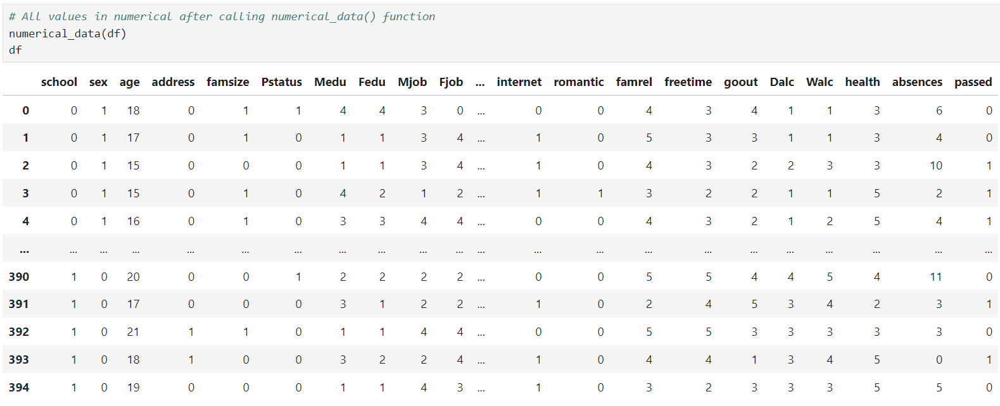 # All values in numerical after calling numerical_data() function
numerical_data(df)
df
school sex age address famsize Pstatus Medu Fedu Mjob Fjob ... internet romantic famrel freetime goout Dalc Walc health absences passed
0 0 1 18 0 1 1 4 4 3 0 ... 0 0 4 3 4 1 1 3 6 0
1 0 1 17 0 1 0 1 1 3 4 ... 1 0 5 3 3 1 1 3 4 0
2 0 1 15 0 0 0 1 1 3 4 ... 1 0 4 3 2 2 3 3 10 1
3 0 1 15 0 1 0 4 2 1 2 ... 1 1 3 2 2 1 1 5 2 1
4 0 1 16 0 1 0 3 3 4 4 ... 0 0 4 3 2 1 2 5 4 1
... ... ... ... ... ... ... ... ... ... ... ... ... ... ... ... ... ... ... ... ... ...
390 1 0 20 0 0 1 2 2 2 2 ... 0 0 5 5 4 4 5 4 11 0
391 1 0 17 0 0 0 3 1 2 2 ... 1 0 2 4 5 3 4 2 3 1
392 1 0 21 1 1 0 1 1 4 4 ... 0 0 5 5 3 3 3 3 3 0
393 1 0 18 1 0 0 3 2 2 4 ... 1 0 4 4 1 3 4 5 0 1
394 1 0 19 0 0 0 1 1 4 3 ... 1 0 3 2 3 3 3 5 5 0